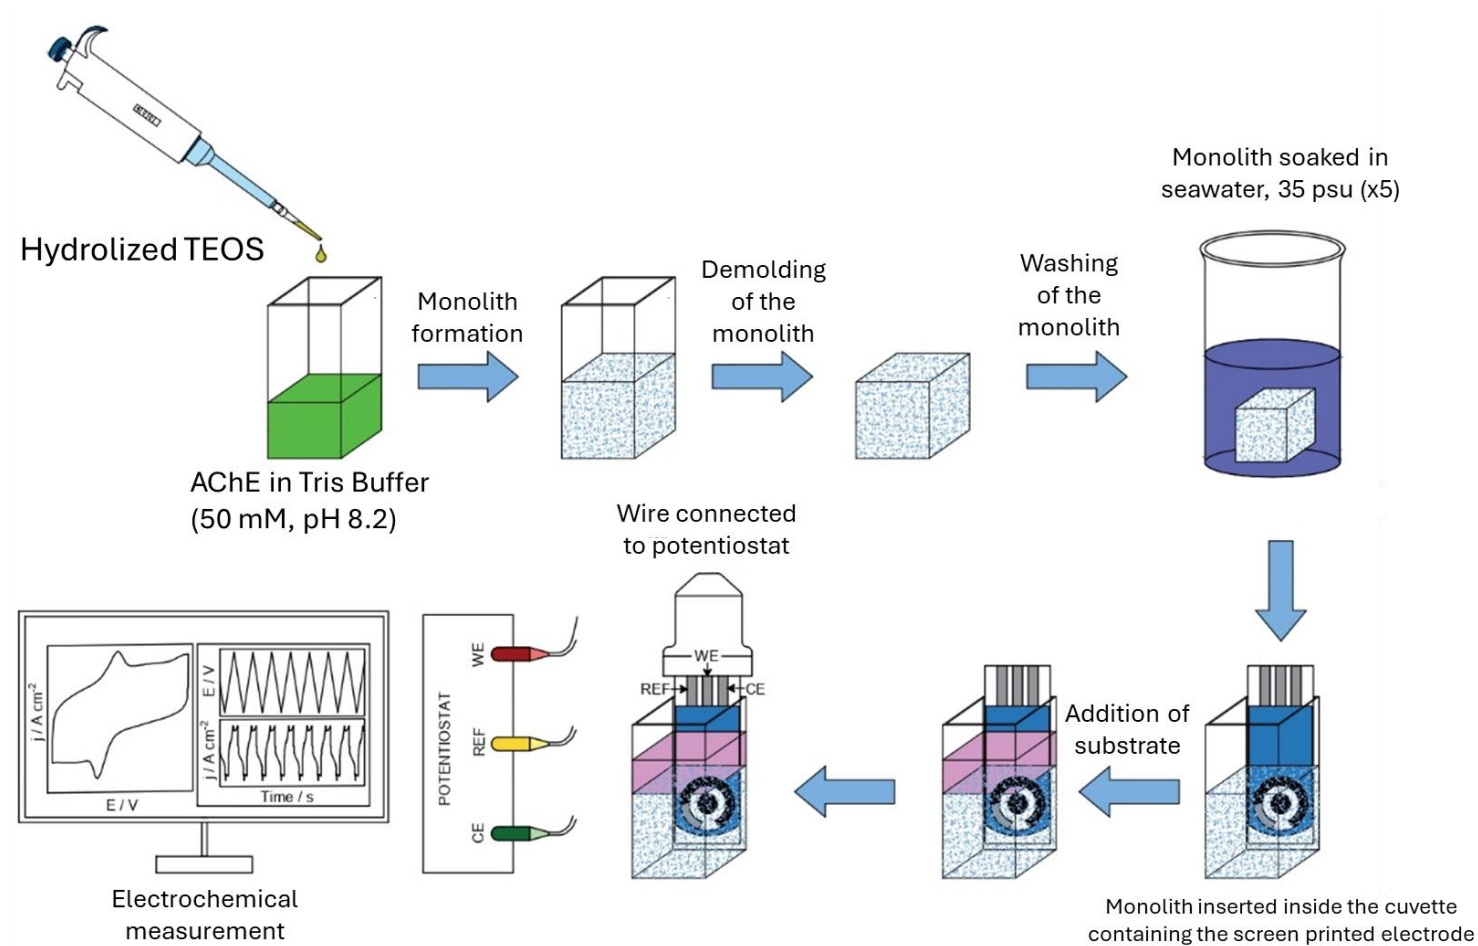 Hydrolized TEOS
AChE in Tris Buffer
(50 mM, pH 8.2)
Monolith
formation
Demolding
of the
monolith
Washing
of the
monolith
Monolith soaked in
seawater, 35 psu (x5)
Monolith inserted inside the cuvette
containing the screen printed electrode
Addition of
substrate
Wire connected
to potentiostat
WE
REF
CE
POTENTIOSTAT
WE
REF
CE
j / A cm-2
E / V
E / V
j / A cm-2
Time / s
Electrochemical
measurement